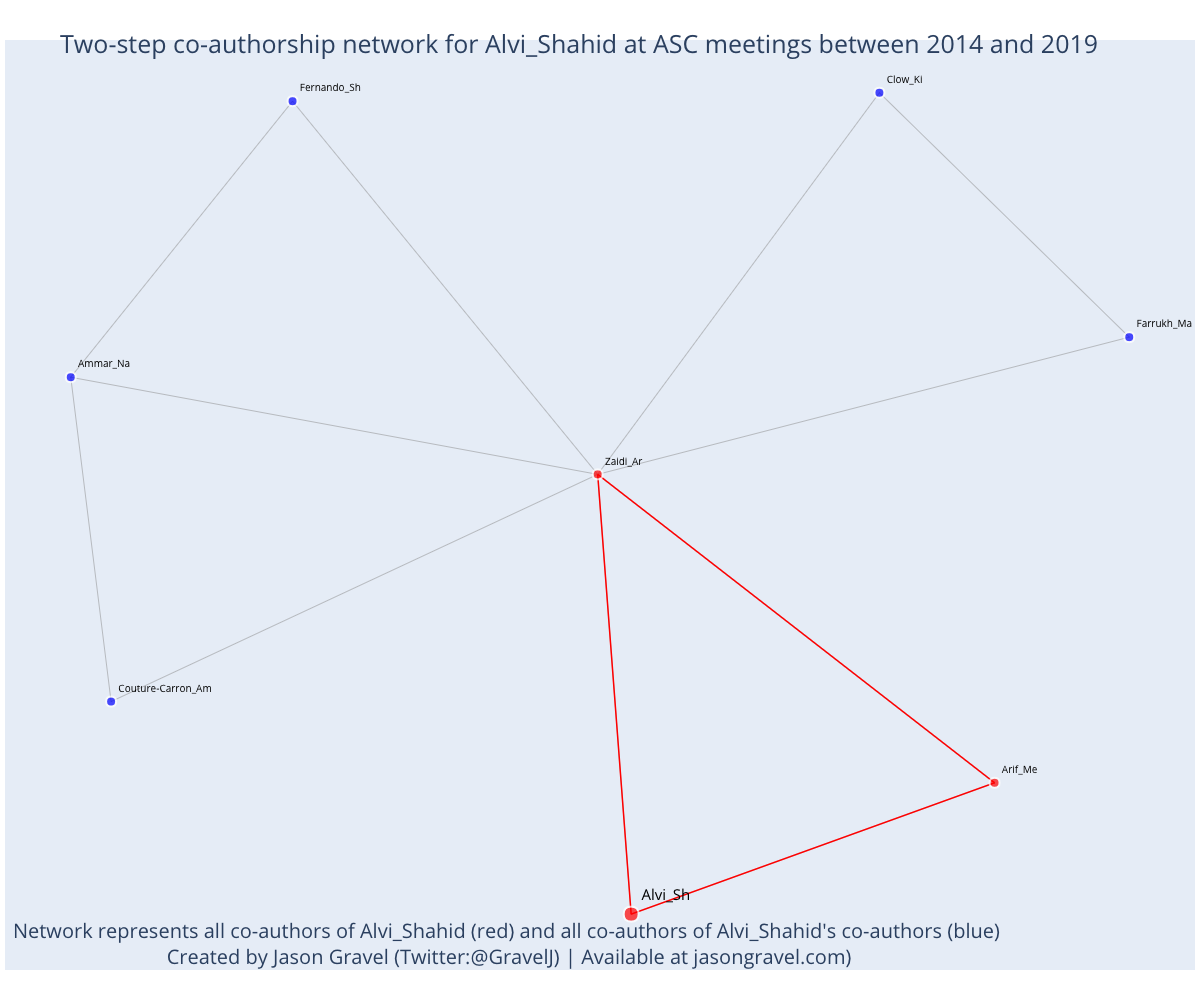 Two-step co-authorship network for Alvi_Shahid at ASC meetings between 2014 and 2019
Clow_Ki
Fernando_Sh
Farrukh_Ma
Ammar_Na
Zaidi_Ar
Couture-Carron_Am
Arif_Me
Alvi_Sh
Network represents all co-authors of Alvi_Shahid (red) and all co-authors of Alvi_Shahid's co-authors (blue)
Created by Jason Gravel (Twitter:@GravelJ) | Available at jasongravel.com)